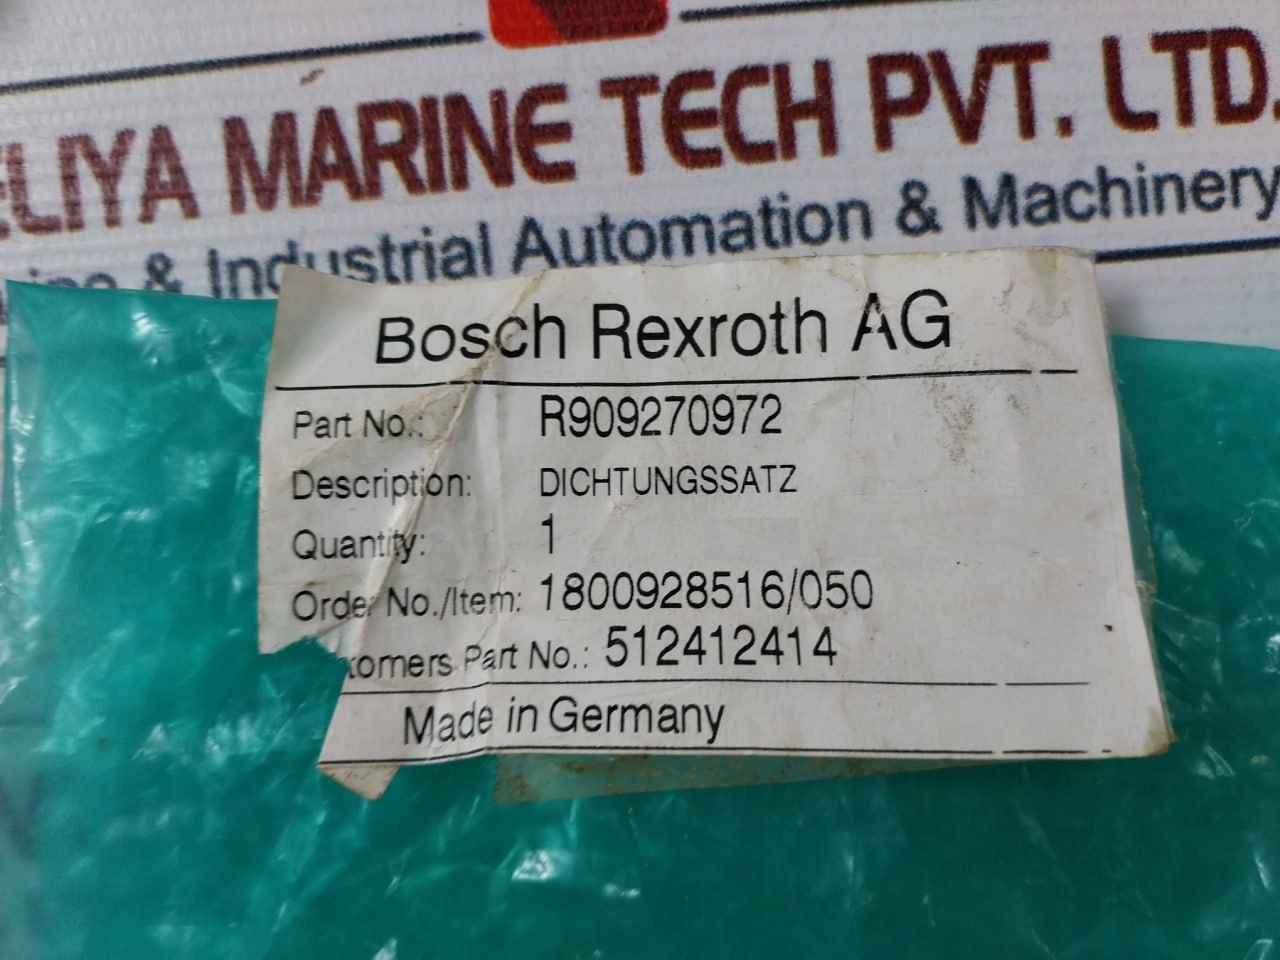 ELIYA MARINE TECH PVT. LTD.
& Industrial Automation & Machinery
Bosch Rexroth AG
Part No.: R909270972
Description: DICHTUNGSSATZ
Quantity: 1
Order No./Item: 1800928516/050
tomers Part No.: 512412414
Made in Germany